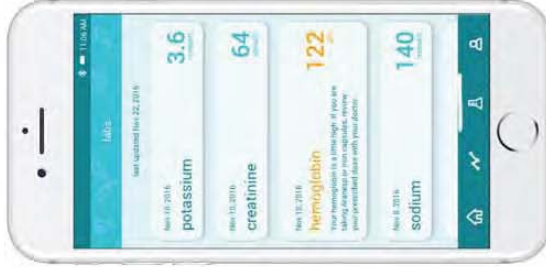 11:06 AM
labs
last updated Nov 22, 2016
Nov 10, 2016
potassium
3.6
Nov 10, 2016
creatinine
64
Nov 10, 2016
hemoglobin
122
Your hemoglobin is a little high. If you are
taking Aranesp or iron capsules, review
your prescribed dose with your doctor.
Nov 8, 2016
sodium
140